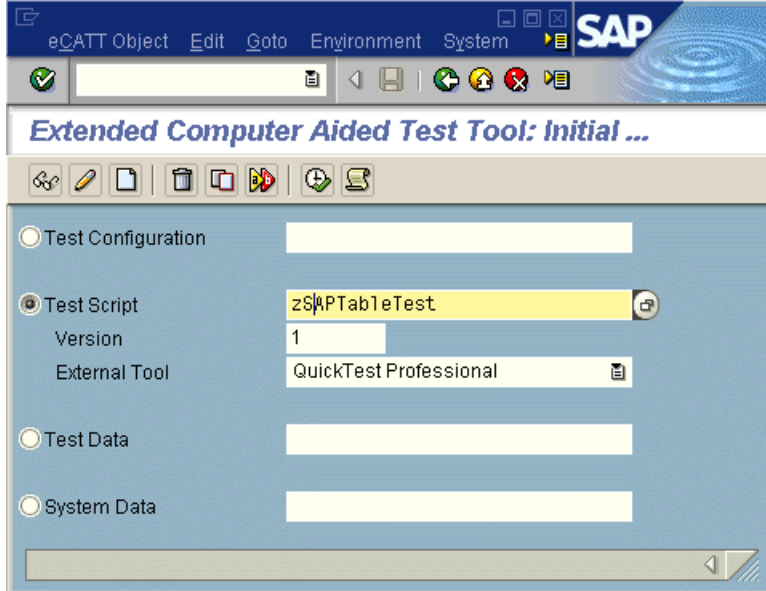 eCATT Object Edit Goto Environment System
SAP
Extended Computer Aided Test Tool: Initial ...
Test Configuration
Test Script zSAPTableTest
Version 1
External Tool QuickTest Professional
Test Data
System Data